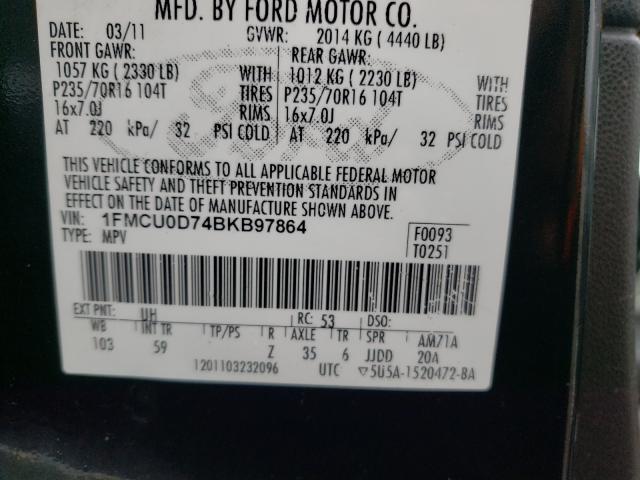 MFD. BY FORD MOTOR CO.
DATE: 03/11 GVWR: 2014 KG ( 4440 LB)
FRONT GAWR: REAR GAWR:
1057 KG ( 2330 LB) WITH 1012 KG ( 2230 LB) WITH
P235/70R16 104T TIRES P235/70R16 104T TIRES
16x7.0J RIMS 16x7.0J RIMS
AT 220 kPa/ 32 PSI COLD AT 220 kPa/ 32 PSI COLD
THIS VEHICLE CONFORMS TO ALL APPLICABLE FEDERAL MOTOR
VEHICLE SAFETY AND THEFT PREVENTION STANDARDS IN
EFFECT ON THE DATE OF MANUFACTURE SHOWN ABOVE.
VIN: 1FMCU0D74BKB97864 F0093
TYPE: MPV T0251
EXT PNT: UH RC: 53 DSO:
WB INT TR TP/PS R AXLE TR SPR AM71A
103 59 Z 35 6 JJDD 20A
1201103232096 UTC ▽5U5A-1520472-BA